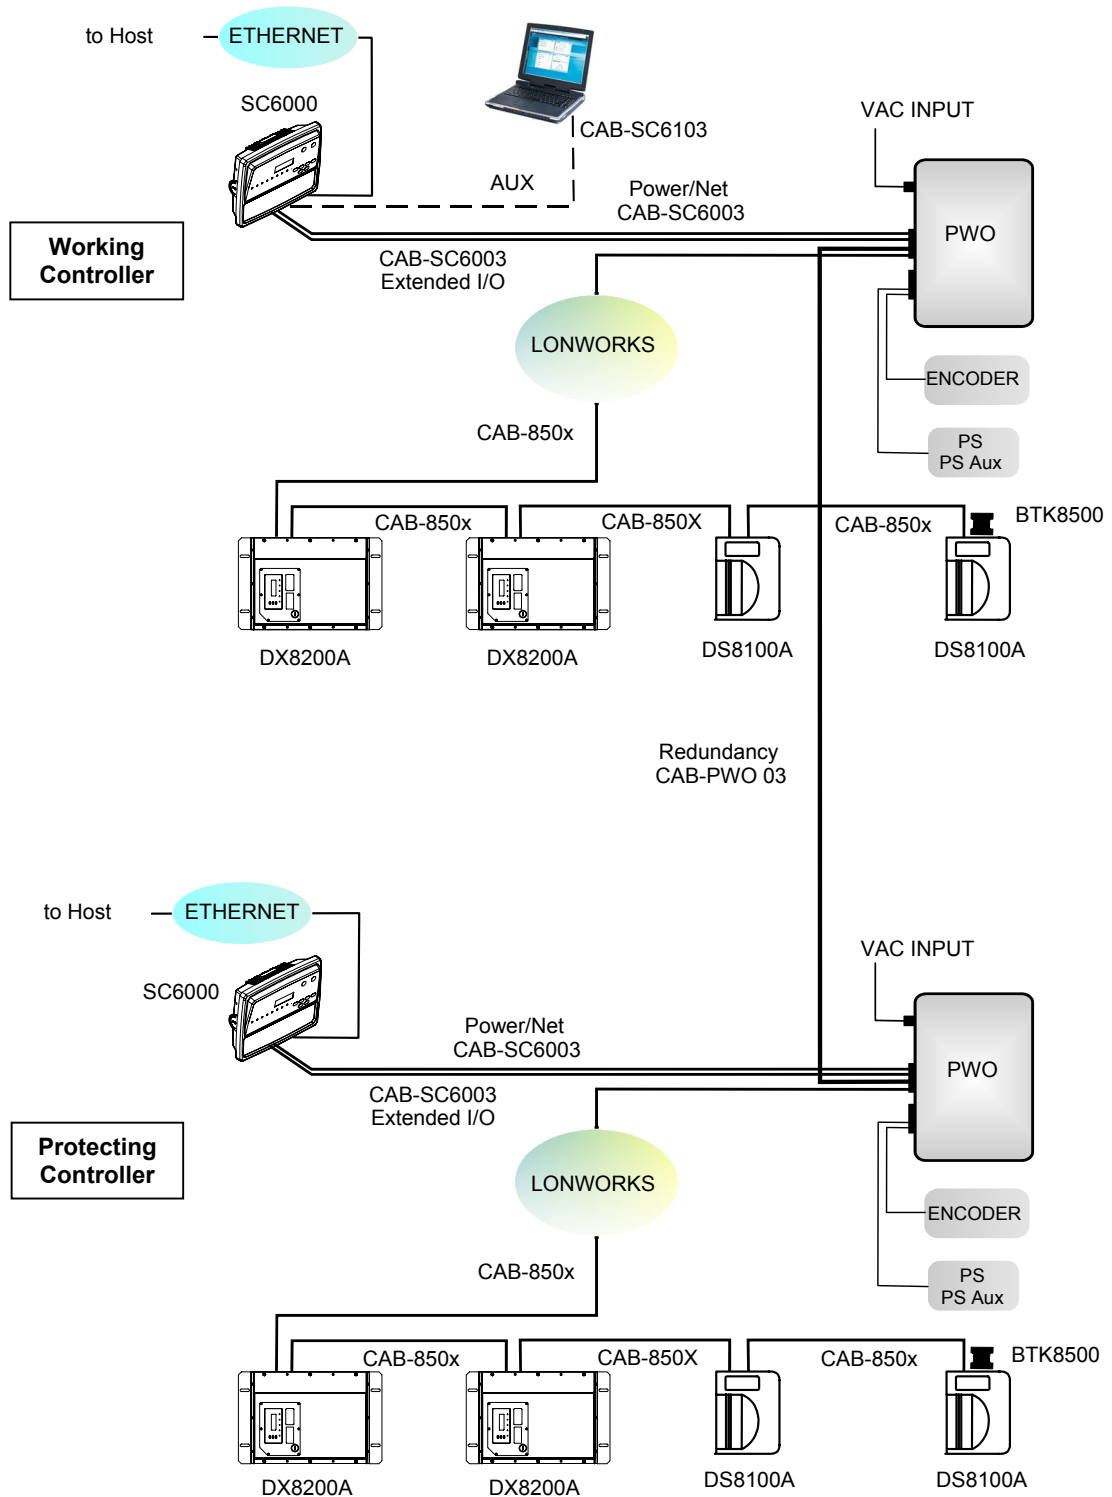 to Host
ETHERNET
SC6000
CAB-SC6103
VAC INPUT
AUX
Power/Net
CAB-SC6003
Working
Controller
CAB-SC6003
Extended I/O
PWO
LONWORKS
ENCODER
CAB-850x
PS
PS Aux
CAB-850x
CAB-850X
CAB-850x
BTK8500
DX8200A
DX8200A
DS8100A
DS8100A
Redundancy
CAB-PWO 03
to Host
ETHERNET
SC6000
VAC INPUT
Power/Net
CAB-SC6003
CAB-SC6003
Extended I/O
PWO
Protecting
Controller
LONWORKS
ENCODER
CAB-850x
PS
PS Aux
CAB-850x
CAB-850X
CAB-850x
BTK8500
DX8200A
DX8200A
DS8100A
DS8100A